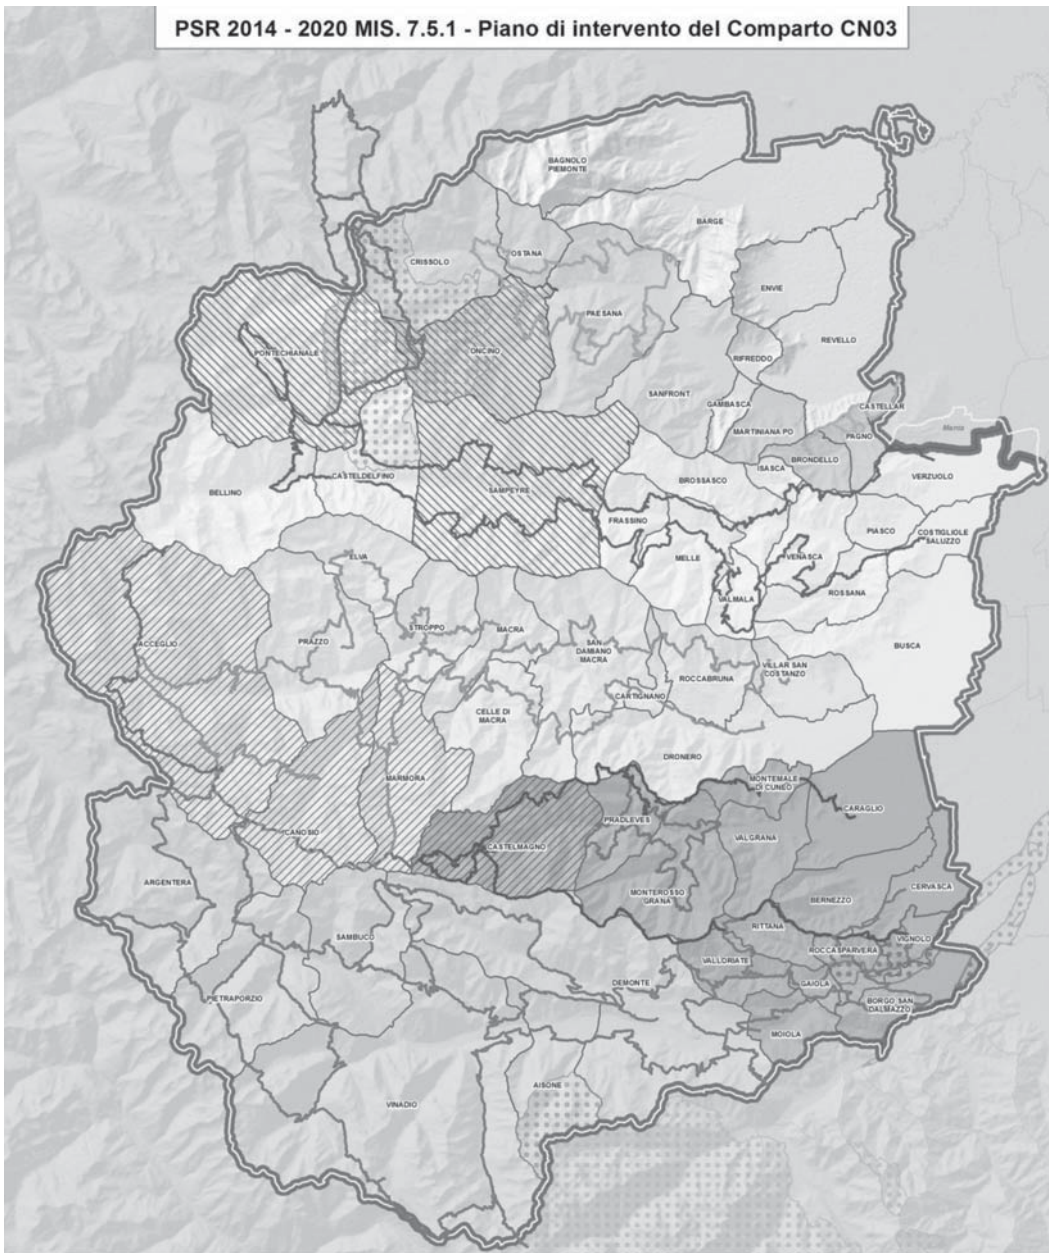 PSR 2014 - 2020 MIS. 7.5.1 - Piano di intervento del Comparto CN03
BAGNOLO
PIEMONTE
BARGE
CRISSOLO
OSTANA
ENVIE
PAESANA
REVELLO
PONTECHIANALE
ONCINO
RIFREDDO
SANFRONT
GAMBASCA
CASTELLAR
MARTINIANA PO
PAGNO
Manta
BRONDELLO
ISASCA
VERZUOLO
CASTELDELFINO
BROSSASCO
BELLINO
SAMPEYRE
FRASSINO
PIASCO
COSTIGLIOLE
SALUZZO
ELVA
MELLE
VENASCA
ROSSANA
VALMALA
STROPPO
MACRA
ACCEGLIO
PRAZZO
SAN
DAMIANO
MACRA
BUSCA
VILLAR SAN
COSTANZO
ROCCABRUNA
CARTIGNANO
CELLE DI
MACRA
DRONERO
MARMORA
MONTEMALE
DI CUNEO
CARAGLIO
PRADLEVES
CANOSIO
VALGRANA
CASTELMAGNO
ARGENTERA
CERVASCA
MONTEROSSO
GRANA
BERNEZZO
RITTANA
SAMBUCO
VIGNOLO
ROCCASPARVERA
VALLORIATE
DEMONTE
GAIOLA
PIETRAPORZIO
BORGO SAN
DALMAZZO
MOIOLA
AISONE
VINADIO